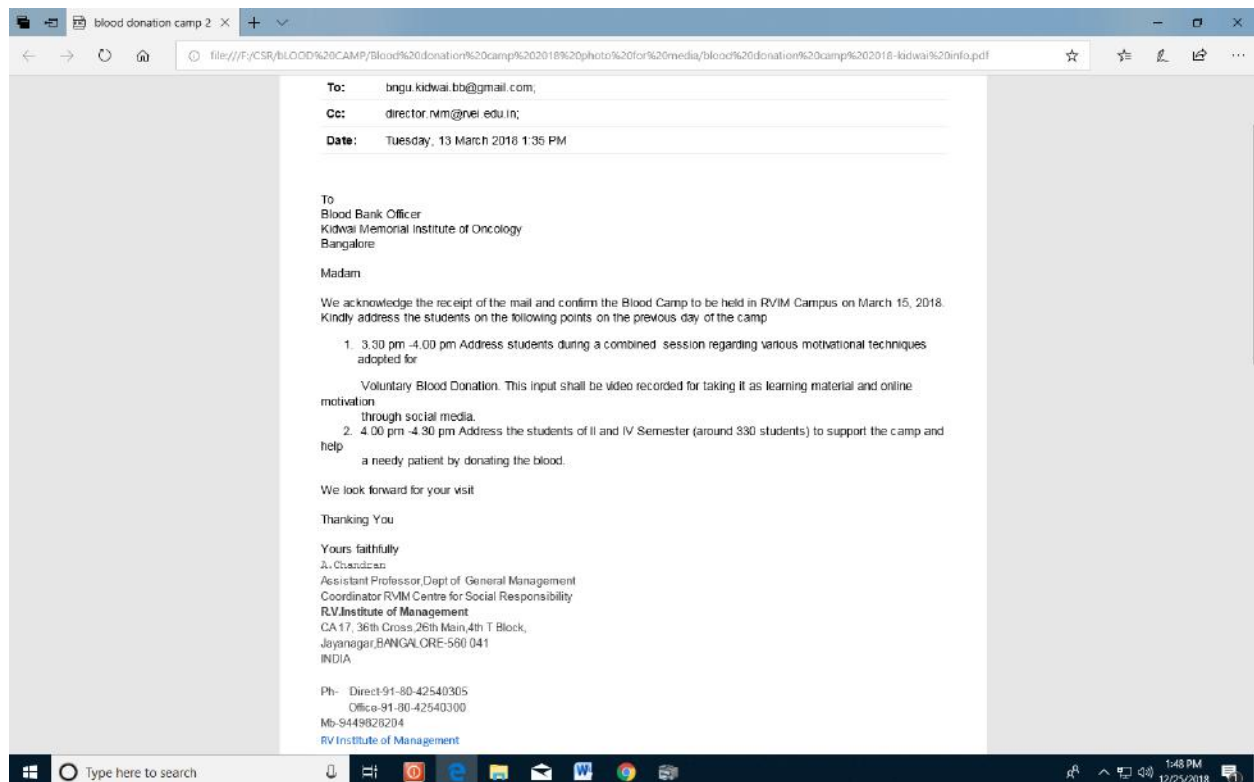 blood donation camp 2
file:///F:/CSR/bLOOD%20CAMP/Blood%20donation%20camp%202018%20photo%20for%20media/blood%20donation%20camp%202018-kidwai%20info.pdf
To: bngu.kidwai.bb@gmail.com;
Cc: director.rvim@rvei.edu.in;
Date: Tuesday, 13 March 2018 1:35 PM
To
Blood Bank Officer
Kidwai Memorial Institute of Oncology
Bangalore
Madam
We acknowledge the receipt of the mail and confirm the Blood Camp to be held in RVIM Campus on March 15, 2018.
Kindly address the students on the following points on the previous day of the camp
1. 3.30 pm -4.00 pm Address students during a combined session regarding various motivational techniques
adopted for
Voluntary Blood Donation. This input shall be video recorded for taking it as learning material and online
motivation
through social media.
2. 4.00 pm -4.30 pm Address the students of II and IV Semester (around 330 students) to support the camp and
help
a needy patient by donating the blood.
We look forward for your visit
Thanking You
Yours faithfully
A.Chandran
Assistant Professor,Dept of General Management
Coordinator RVIM Centre for Social Responsibility
R.V.Institute of Management
CA 17, 36th Cross,26th Main,4th T Block,
Jayanagar,BANGALORE-560 041
INDIA
Ph- Direct-91-80-42540305
Office-91-80-42540300
Mb-9449828204
RV Institute of Management
Type here to search
1:48 PM
12/25/2018